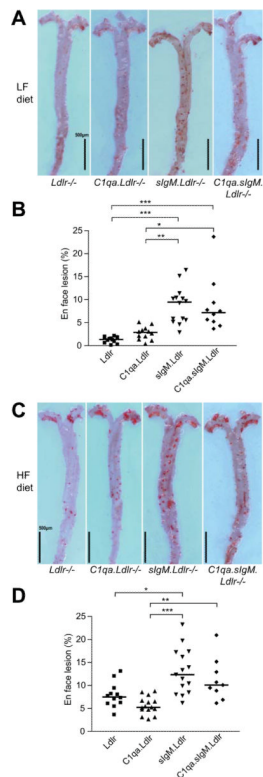 A
LF
diet
500µm
Ldlr-/-
C1qa.Ldlr-/-
sIgM.Ldlr-/-
C1qa.sIgM.
Ldlr-/-
B
***
***
*
**
En face lesion (%)
25
20
15
10
5
0
Ldlr
C1qa.Ldlr
sIgM.Ldlr
C1qa.sIgM.Ldlr
C
HF
diet
500µm
Ldlr-/-
C1qa.Ldlr-/-
sIgM.Ldlr-/-
C1qa.sIgM.
Ldlr-/-
D
*
**
***
En face lesion (%)
25
20
15
10
5
0
Ldlr
C1qa.Ldlr
sIgM.Ldlr
C1qa.sIgM.Ldlr